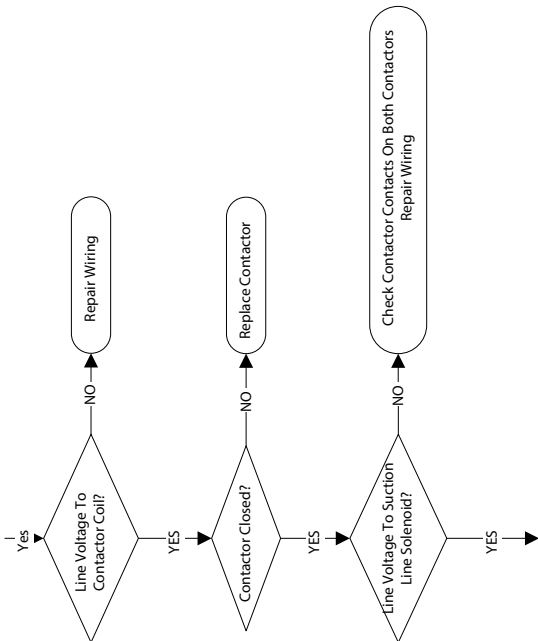 Yes
Line Voltage To
Contactor Coil?
NO
Repair Wiring
YES
Contactor Closed?
NO
Replace Contactor
YES
Line Voltage To Suction
Line Solenoid?
NO
Check Contactor Contacts On Both Contactors
Repair Wiring
YES